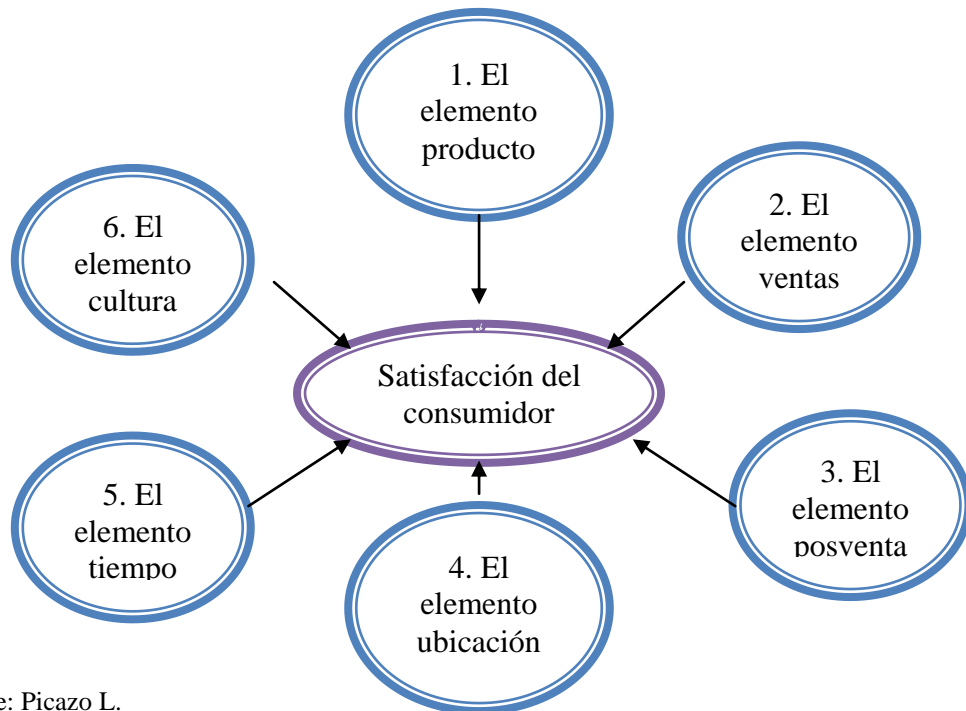 1. El
elemento
producto
2. El
elemento
ventas
3. El
elemento
posventa
4. El
elemento
ubicación
5. El
elemento
tiempo
6. El
elemento
cultura
Satisfacción del
consumidor
e: Picazo L.